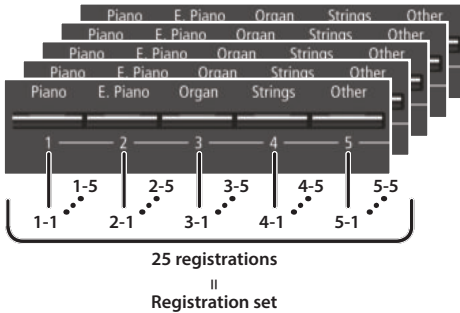 Piano E. Piano Organ Strings Other
Piano E. Piano Organ Strings Other
Piano E. Piano Organ Strings Other
Piano E. Piano Organ Strings Other
Piano E. Piano Organ Strings Other
1 2 3 4 5
1-5 2-5 3-5 4-5 5-5
1-1 2-1 3-1 4-1 5-1
25 registrations
=
Registration set